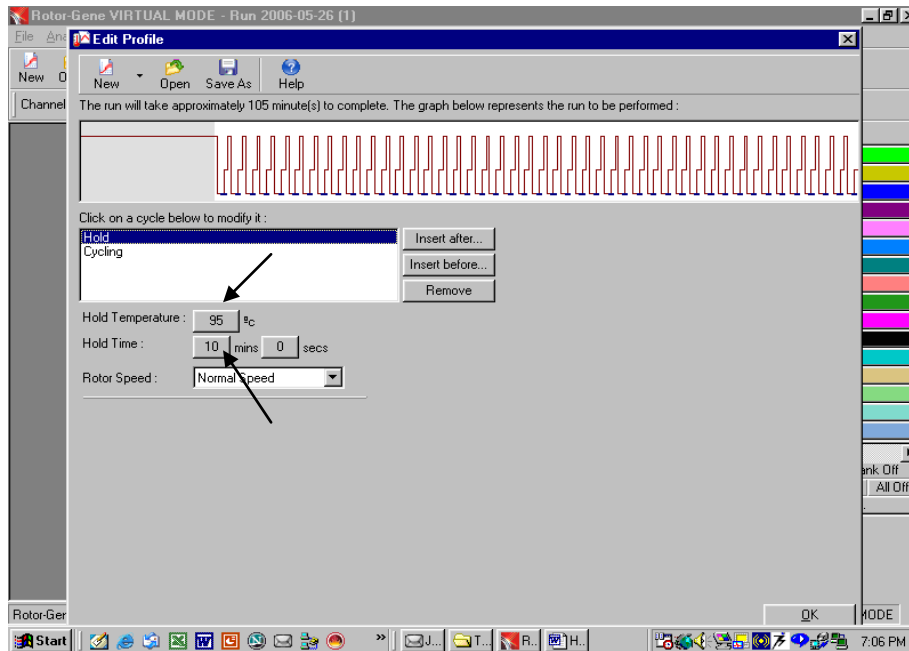 Rotor-Gene VIRTUAL MODE - Run 2006-05-26 (1)
File Ana
Edit Profile
New O
New Open Save As Help
Channel
The run will take approximately 105 minute(s) to complete. The graph below represents the run to be performed :
Click on a cycle below to modify it :
Hold
Cycling
Insert after...
Insert before...
Remove
Hold Temperature : 95 ºc
Hold Time : 10 mins 0 secs
Rotor Speed : Normal Speed
ank Off
All Off
OK
Rotor-Ger MODE
Start » J... T... R... H... 7:06 PM